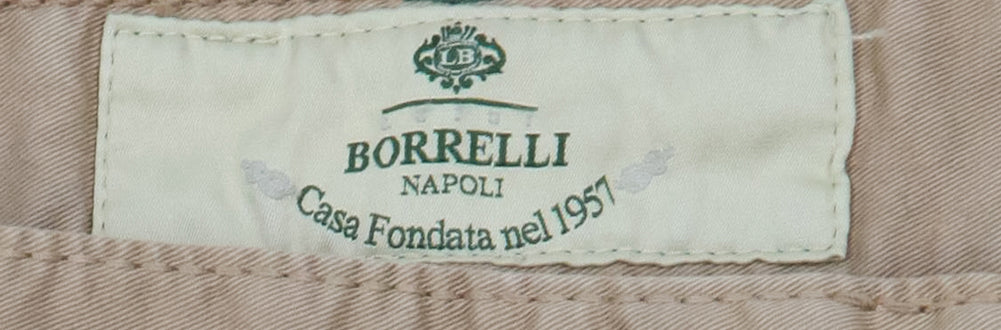 LB
BORRELLI
NAPOLI
Casa Fondata nel 1957